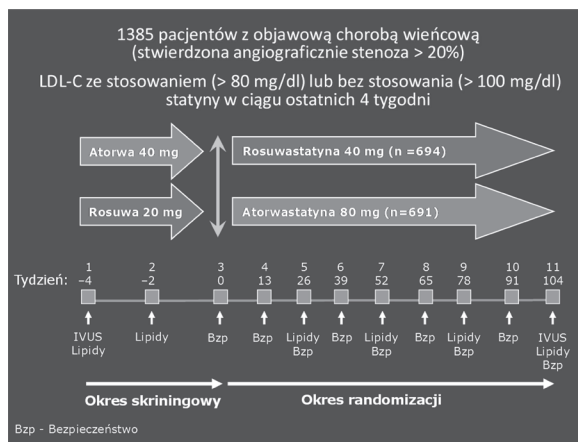 1385 pacjentów z objawową chorobą wieńcową
(stwierdzona angiograficznie stenoza > 20%)
LDL-C ze stosowaniem (> 80 mg/dl) lub bez stosowania (> 100 mg/dl)
statyny w ciągu ostatnich 4 tygodni
Atorwa 40 mg
Rosuwastatyna 40 mg (n =694)
Rosuwa 20 mg
Atorwastatyna 80 mg (n=691)
1 2 3 4 5 6 7 8 9 10 11
Tydzień: –4 –2 0 13 26 39 52 65 78 91 104
IVUS Lipidy Bzp Bzp Lipidy Bzp Lipidy Bzp Lipidy Bzp IVUS
Lipidy Bzp Bzp Bzp Lipidy
Bzp
Okres skriningowy Okres randomizacji
Bzp - Bezpieczeństwo